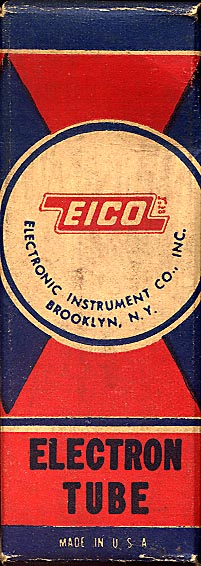 EICO
ELECTRONIC INSTRUMENT CO., INC.
BROOKLYN, N.Y.
ELECTRON
TUBE
MADE IN U.S.A.